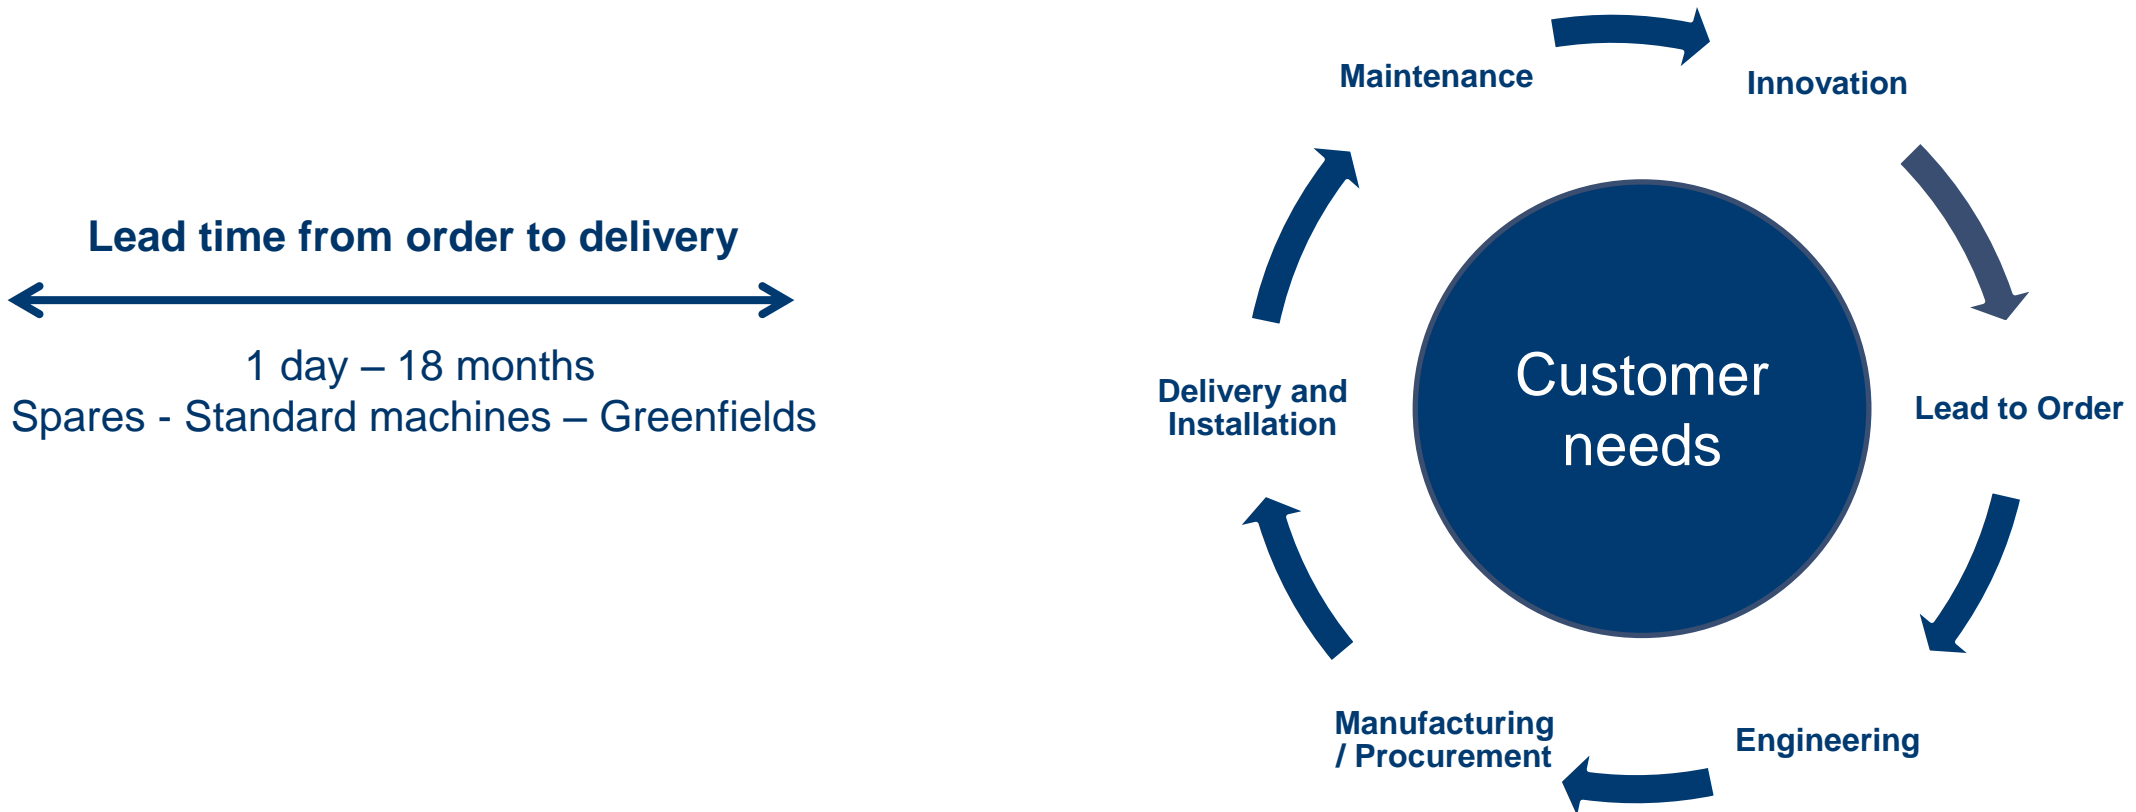 Lead time from order to delivery
1 day – 18 months
Spares - Standard machines – Greenfields
Maintenance
Innovation
Lead to Order
Engineering
Manufacturing
/ Procurement
Delivery and
Installation
Customer
needs